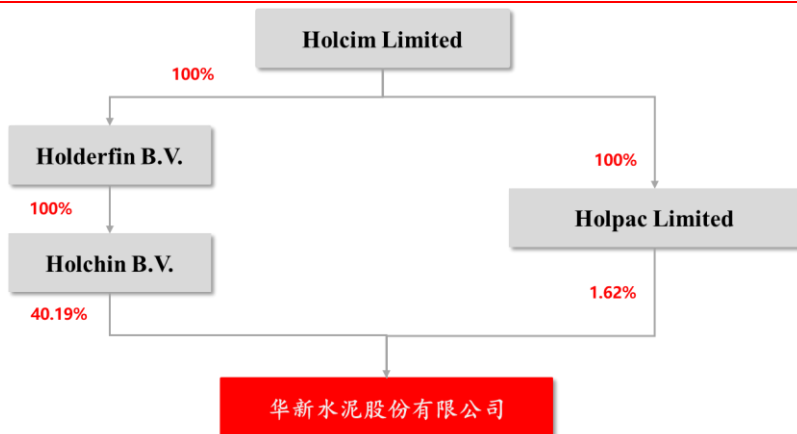 Holcim Limited
100%
Holderfin B.V.
100%
100%
Holpac Limited
Holchin B.V.
40.19%
1.62%
华新水泥股份有限公司